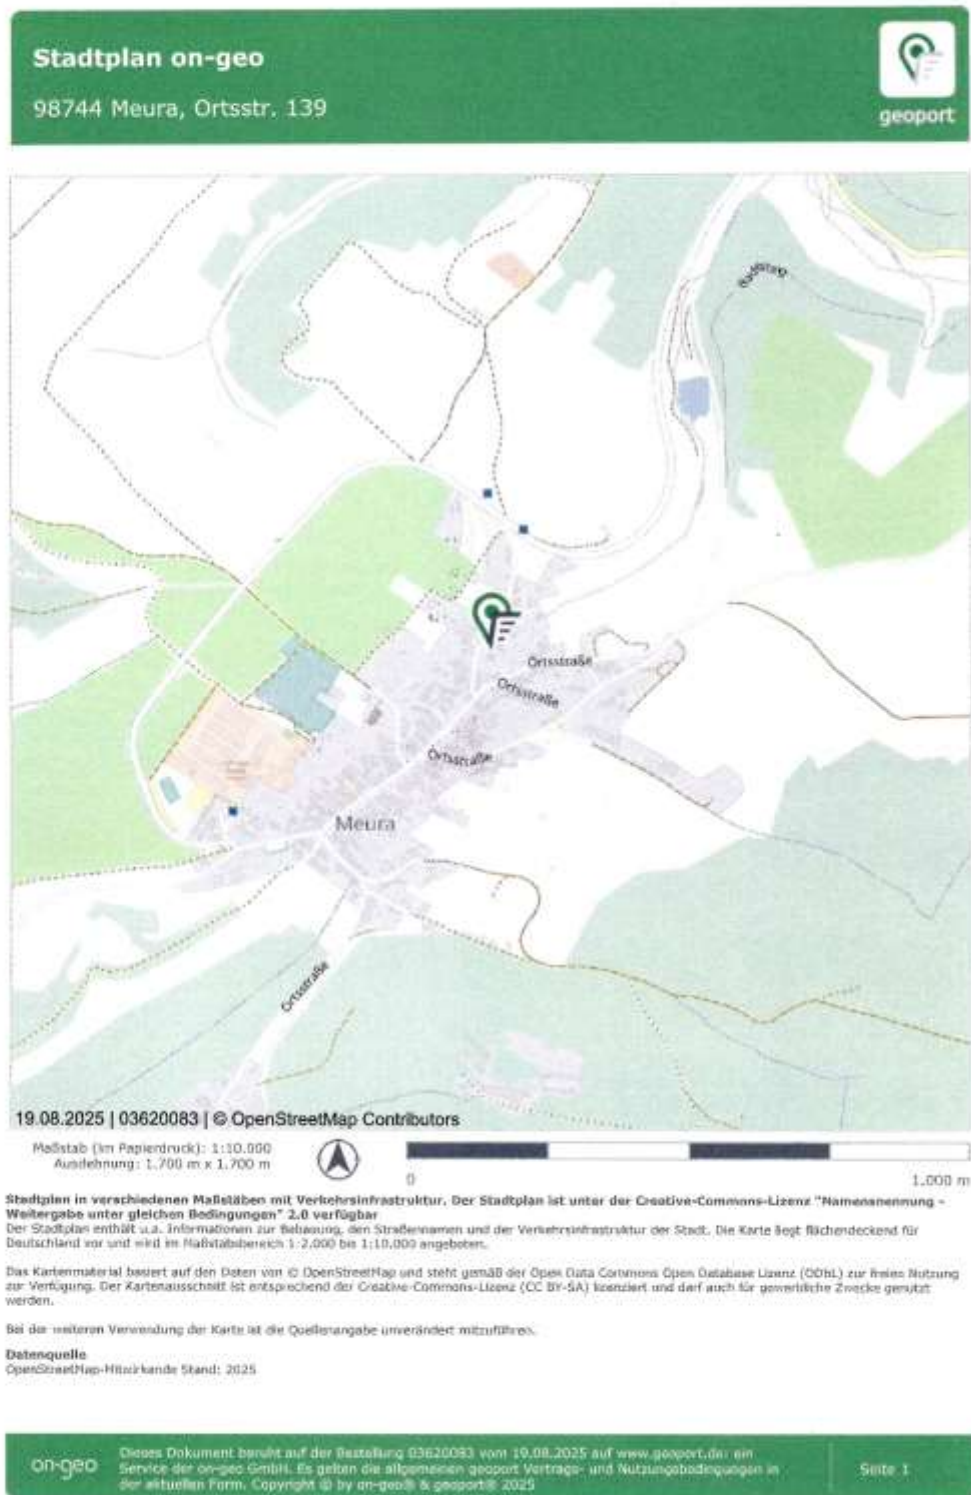 Stadtplan on-geo
98744 Meura, Ortsstr. 139
geoport
Radsteig
Ortsstraße
Ortsstraße
Ortsstraße
Meura
Ortsstraße
19.08.2025 | 03620083 | © OpenStreetMap Contributors
Maßstab (im Papierdruck): 1:10.000
Ausdehnung: 1.700 m x 1.700 m
0
1.000 m
Stadtplan in verschiedenen Maßstäben mit Verkehrsinfrastruktur. Der Stadtplan ist unter der Creative-Commons-Lizenz "Namensnennung -
Weitergabe unter gleichen Bedingungen" 2.0 verfügbar
Der Stadtplan enthält u.a. Informationen zur Bebauung, den Straßennamen und der Verkehrsinfrastruktur der Stadt. Die Karte liegt flächendeckend für
Deutschland vor und wird im Maßstabsbereich 1:2.000 bis 1:10.000 angeboten.
Das Kartenmaterial basiert auf den Daten von © OpenStreetMap und steht gemäß der Open Data Commons Open Database Lizenz (ODbL) zur freien Nutzung
zur Verfügung. Der Kartenausschnitt ist entsprechend der Creative-Commons-Lizenz (CC BY-SA) lizenziert und darf auch für gewerbliche Zwecke genutzt
werden.
Bei der weiteren Verwendung der Karte ist die Quellenangabe unverändert mitzuführen.
Datenquelle
OpenStreetMap-Mitwirkende Stand: 2025
on-geo
Dieses Dokument beruht auf der Bestellung 03620083 vom 19.08.2025 auf www.geoport.de: ein
Service der on-geo GmbH. Es gelten die allgemeinen geoport Vertrags- und Nutzungsbedingungen in
der aktuellen Form. Copyright © by on-geo® & geoport® 2025
Seite 1